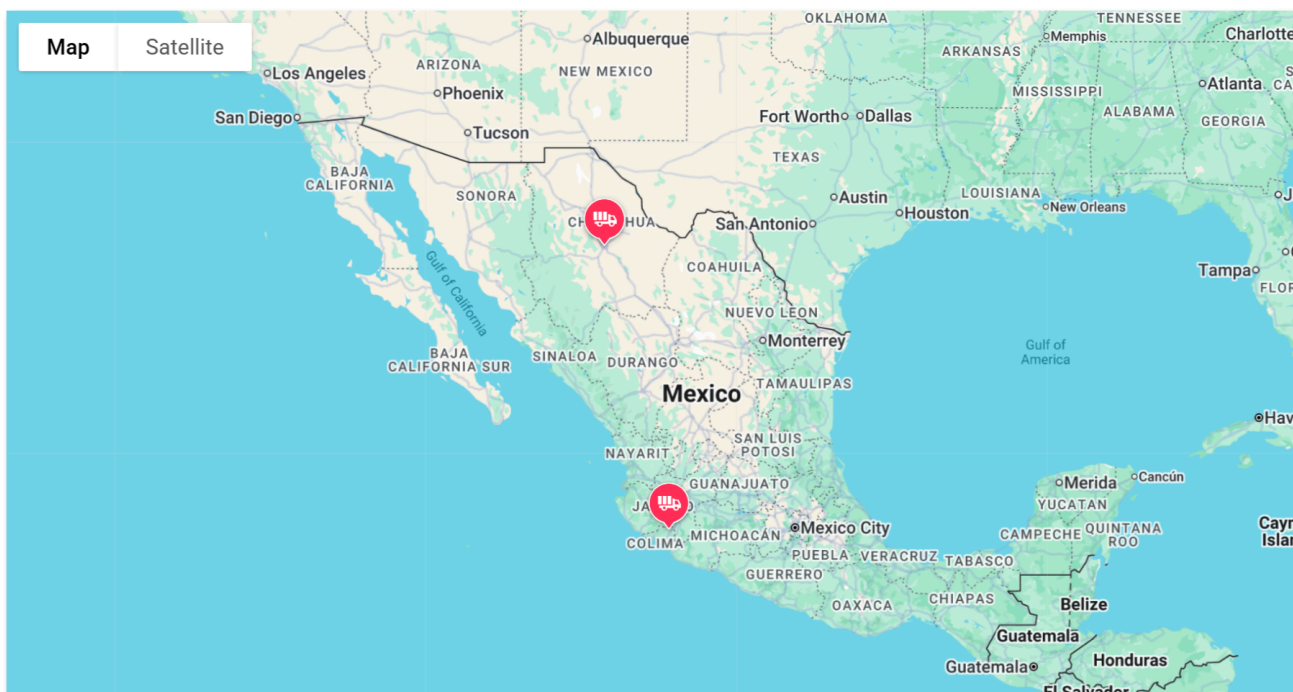 Map
Satellite
OKLAHOMA
TENNESSEE
Albuquerque
Memphis
Charlotte
ARIZONA
NEW MEXICO
ARKANSAS
Los Angeles
Phoenix
MISSISSIPPI
Atlanta
ALABAMA
GEORGIA
San Diego
Tucson
Fort Worth
Dallas
TEXAS
BAJA
CALIFORNIA
SONORA
Austin
LOUISIANA
New Orleans
Houston
San Antonio
COAHUILA
Gulf of California
Tampa
NUEVO LEON
Monterrey
Gulf of
America
SINALOA
DURANGO
BAJA
CALIFORNIA SUR
Mexico
TAMAULIPAS
SAN LUIS
POTOSI
NAYARIT
GUANAJUATO
Merida
Cancún
YUCATAN
Mexico City
COLIMA
MICHOACÁN
CAMPECHE
QUINTANA
ROO
PUEBLA
VERACRUZ
TABASCO
GUERRERO
OAXACA
CHIAPAS
Belize
Guatemala
Guatemala
Honduras
El Salvador